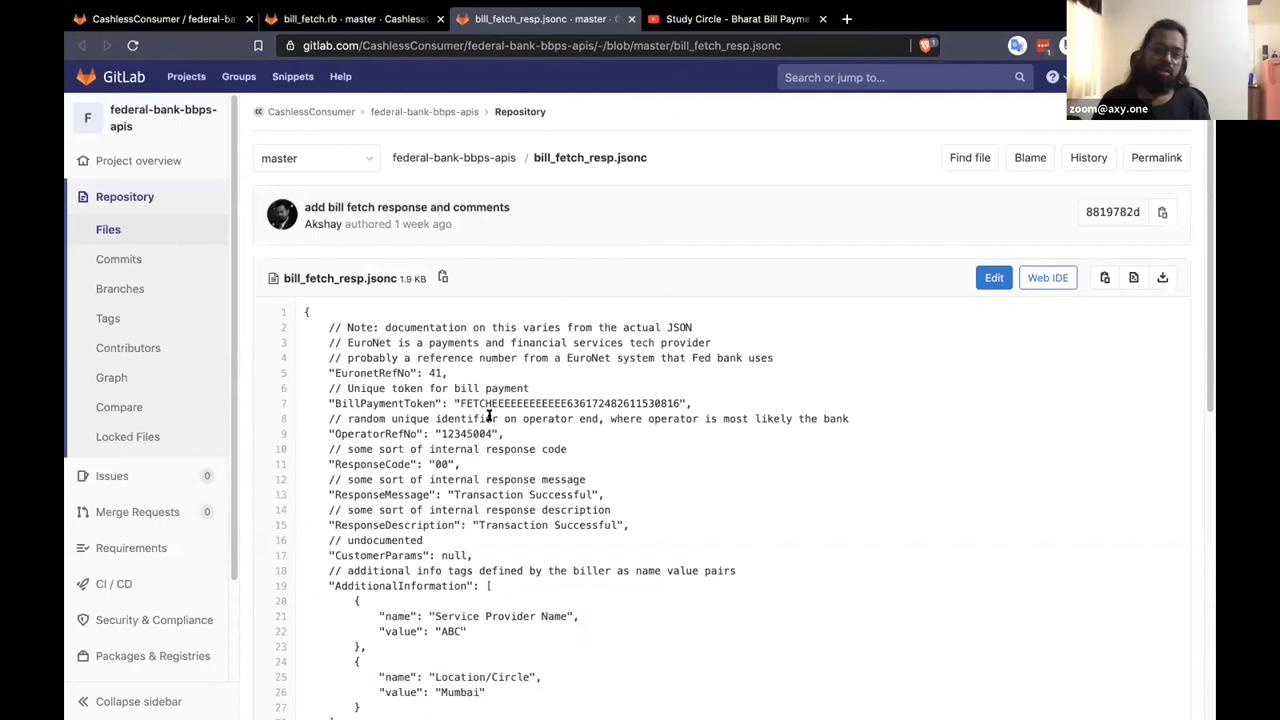 CashlessConsumer / federal-ba
bill_fetch.rb · master · Cashless
bill_fetch_resp.jsonc · master · C
Study Circle - Bharat Bill Payme
gitlab.com/CashlessConsumer/federal-bank-bbps-apis/-/blob/master/bill_fetch_resp.jsonc
1
zoom@axy.one
GitLab
Projects
Groups
Snippets
Help
Search or jump to...
F
federal-bank-bbps-apis
Project overview
Repository
Files
Commits
Branches
Tags
Contributors
Graph
Compare
Locked Files
Issues 0
Merge Requests 0
Requirements
CI / CD
Security & Compliance
Packages & Registries
Collapse sidebar
CashlessConsumer > federal-bank-bbps-apis > Repository
master
federal-bank-bbps-apis / bill_fetch_resp.jsonc
Find file
Blame
History
Permalink
add bill fetch response and comments
Akshay authored 1 week ago
8819782d
bill_fetch_resp.jsonc 1.9 KB
Edit
Web IDE
1 {
2 // Note: documentation on this varies from the actual JSON
3 // EuroNet is a payments and financial services tech provider
4 // probably a reference number from a EuroNet system that Fed bank uses
5 "EuronetRefNo": 41,
6 // Unique token for bill payment
7 "BillPaymentToken": "FETCHEEEEEEEEEEEE636172482611530816",
8 // random unique identifier on operator end, where operator is most likely the bank
9 "OperatorRefNo": "12345004",
10 // some sort of internal response code
11 "ResponseCode": "00",
12 // some sort of internal response message
13 "ResponseMessage": "Transaction Successful",
14 // some sort of internal response description
15 "ResponseDescription": "Transaction Successful",
16 // undocumented
17 "CustomerParams": null,
18 // additional info tags defined by the biller as name value pairs
19 "AdditionalInformation": [
20 {
21 "name": "Service Provider Name",
22 "value": "ABC"
23 },
24 {
25 "name": "Location/Circle",
26 "value": "Mumbai"
27 }